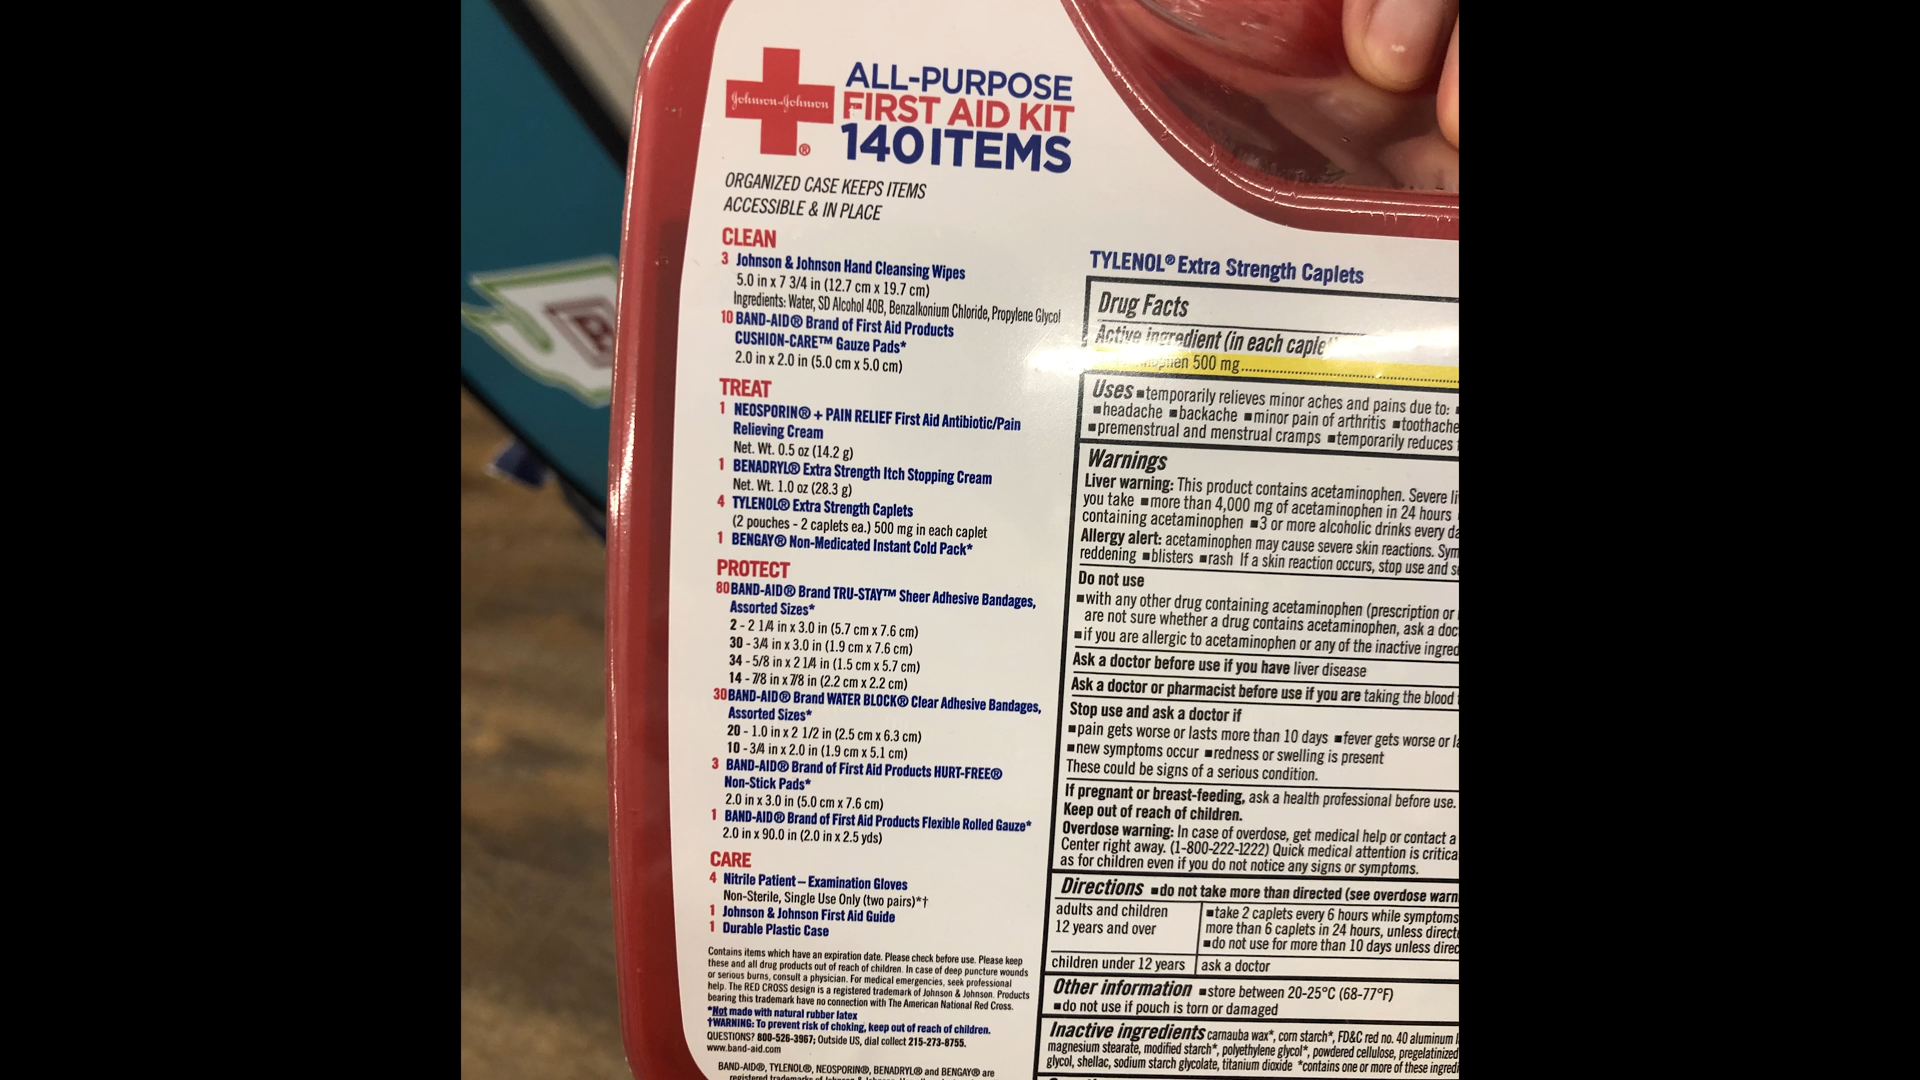 Johnson & Johnson
®
ALL-PURPOSE
FIRST AID KIT
140 ITEMS
ORGANIZED CASE KEEPS ITEMS
ACCESSIBLE & IN PLACE
CLEAN
3 Johnson & Johnson Hand Cleansing Wipes
5.0 in x 7 3/4 in (12.7 cm x 19.7 cm)
Ingredients: Water, SD Alcohol 40B, Benzalkonium Chloride, Propylene Glycol
10 BAND-AID® Brand of First Aid Products
CUSHION-CARE™ Gauze Pads*
2.0 in x 2.0 in (5.0 cm x 5.0 cm)
TREAT
1 NEOSPORIN® + PAIN RELIEF First Aid Antibiotic/Pain
Relieving Cream
Net. Wt. 0.5 oz (14.2 g)
1 BENADRYL® Extra Strength Itch Stopping Cream
Net. Wt. 1.0 oz (28.3 g)
4 TYLENOL® Extra Strength Caplets
(2 pouches - 2 caplets ea.) 500 mg in each caplet
1 BENGAY® Non-Medicated Instant Cold Pack*
PROTECT
80 BAND-AID® Brand TRU-STAY™ Sheer Adhesive Bandages,
Assorted Sizes*
2 - 2 1/4 in x 3.0 in (5.7 cm x 7.6 cm)
30 - 3/4 in x 3.0 in (1.9 cm x 7.6 cm)
34 - 5/8 in x 2 1/4 in (1.5 cm x 5.7 cm)
14 - 7/8 in x 7/8 in (2.2 cm x 2.2 cm)
30 BAND-AID® Brand WATER BLOCK® Clear Adhesive Bandages,
Assorted Sizes*
20 - 1.0 in x 2 1/2 in (2.5 cm x 6.3 cm)
10 - 3/4 in x 2.0 in (1.9 cm x 5.1 cm)
3 BAND-AID® Brand of First Aid Products HURT-FREE®
Non-Stick Pads*
2.0 in x 3.0 in (5.0 cm x 7.6 cm)
1 BAND-AID® Brand of First Aid Products Flexible Rolled Gauze*
2.0 in x 90.0 in (2.0 in x 2.5 yds)
CARE
4 Nitrile Patient – Examination Gloves
Non-Sterile, Single Use Only (two pairs)*†
1 Johnson & Johnson First Aid Guide
1 Durable Plastic Case
Contains items which have an expiration date. Please check before use. Please keep
these and all drug products out of reach of children. In case of deep puncture wounds
or serious burns, consult a physician. For medical emergencies, seek professional
help. The RED CROSS design is a registered trademark of Johnson & Johnson. Products
bearing this trademark have no connection with The American National Red Cross.
*Not made with natural rubber latex
†WARNING: To prevent risk of choking, keep out of reach of children.
QUESTIONS? 800-526-3967; Outside US, dial collect 215-273-8755.
www.band-aid.com
BAND-AID®, TYLENOL®, NEOSPORIN®, BENADRYL® and BENGAY® are
registered trademarks of Johnson & Johnson.
TYLENOL® Extra Strength Caplets
Drug Facts
Active ingredient (in each
500 mg
Uses ■temporarily relieves minor aches and pains due to: ■
■headache ■backache ■minor pain of arthritis ■toothache
■premenstrual and menstrual cramps ■temporarily reduces
Warnings
Liver warning: This product contains acetaminophen. Severe
you take ■more than 4,000 mg of acetaminophen in 24 hours
containing acetaminophen ■3 or more alcoholic drinks every
Allergy alert: acetaminophen may cause severe skin reactions.
reddening ■blisters ■rash If a skin reaction occurs, stop use and
Do not use
■with any other drug containing acetaminophen (prescription or
are not sure whether a drug contains acetaminophen, ask a
■if you are allergic to acetaminophen or any of the inactive
Ask a doctor before use if you have liver disease
Ask a doctor or pharmacist before use if you are taking the blood
Stop use and ask a doctor if
■pain gets worse or lasts more than 10 days ■fever gets worse or
■new symptoms occur ■redness or swelling is present
These could be signs of a serious condition.
If pregnant or breast-feeding, ask a health professional before use.
Keep out of reach of children.
Overdose warning: In case of overdose, get medical help or contact a
Center right away. (1-800-222-1222) Quick medical attention is
as for children even if you do not notice any signs or symptoms.
Directions ■do not take more than directed (see overdose
adults and children
12 years and over
■take 2 caplets every 6 hours while symptoms
more than 6 caplets in 24 hours, unless
■do not use for more than 10 days unless
children under 12 years ask a doctor
Other information ■store between 20-25°C (68-77°F)
■do not use if pouch is torn or damaged
Inactive ingredients carnauba wax*, corn starch*, FD&C red no. 40 aluminum
magnesium stearate, modified starch*, polyethylene glycol*, powdered cellulose, pregelatinized
glycol, shellac, sodium starch glycolate, titanium dioxide *contains one or more of these